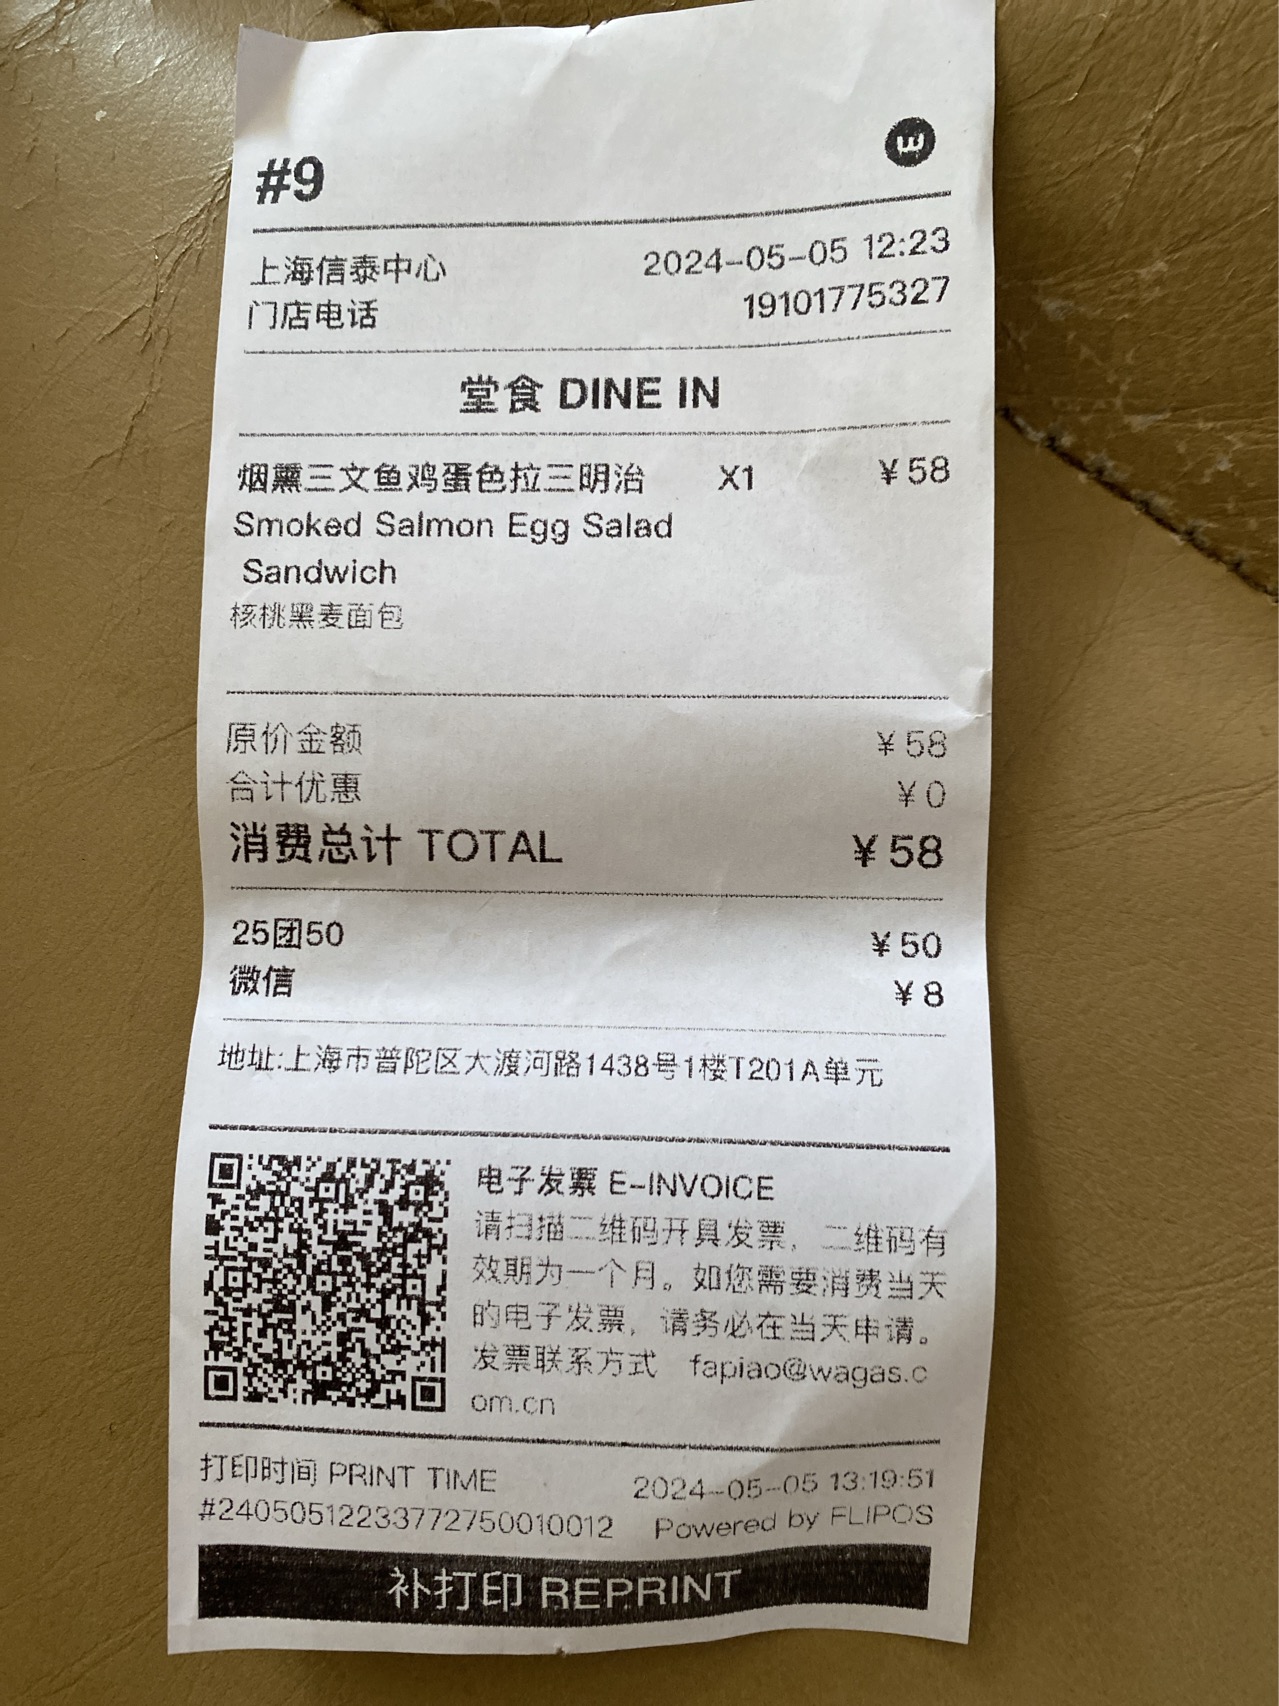 #9
上海信泰中心 2024-05-05 12:23
门店电话 19101775327
堂食 DINE IN
烟熏三文鱼鸡蛋色拉三明治 X1 ¥58
Smoked Salmon Egg Salad
Sandwich
核桃黑麦面包
原价金额 ¥58
合计优惠 ¥0
消费总计 TOTAL ¥58
25团50 ¥50
微信 ¥8
地址:上海市普陀区大渡河路1438号1楼T201A单元
电子发票 E-INVOICE
请扫描二维码开具发票，二维码有
效期为一个月。如您需要消费当天
的电子发票，请务必在当天申请。
发票联系方式 fapiao@wagas.c
om.cn
打印时间 PRINT TIME 2024-05-05 13:19:51
#24050512233772750010012 Powered by FLIPOS
补打印 REPRINT